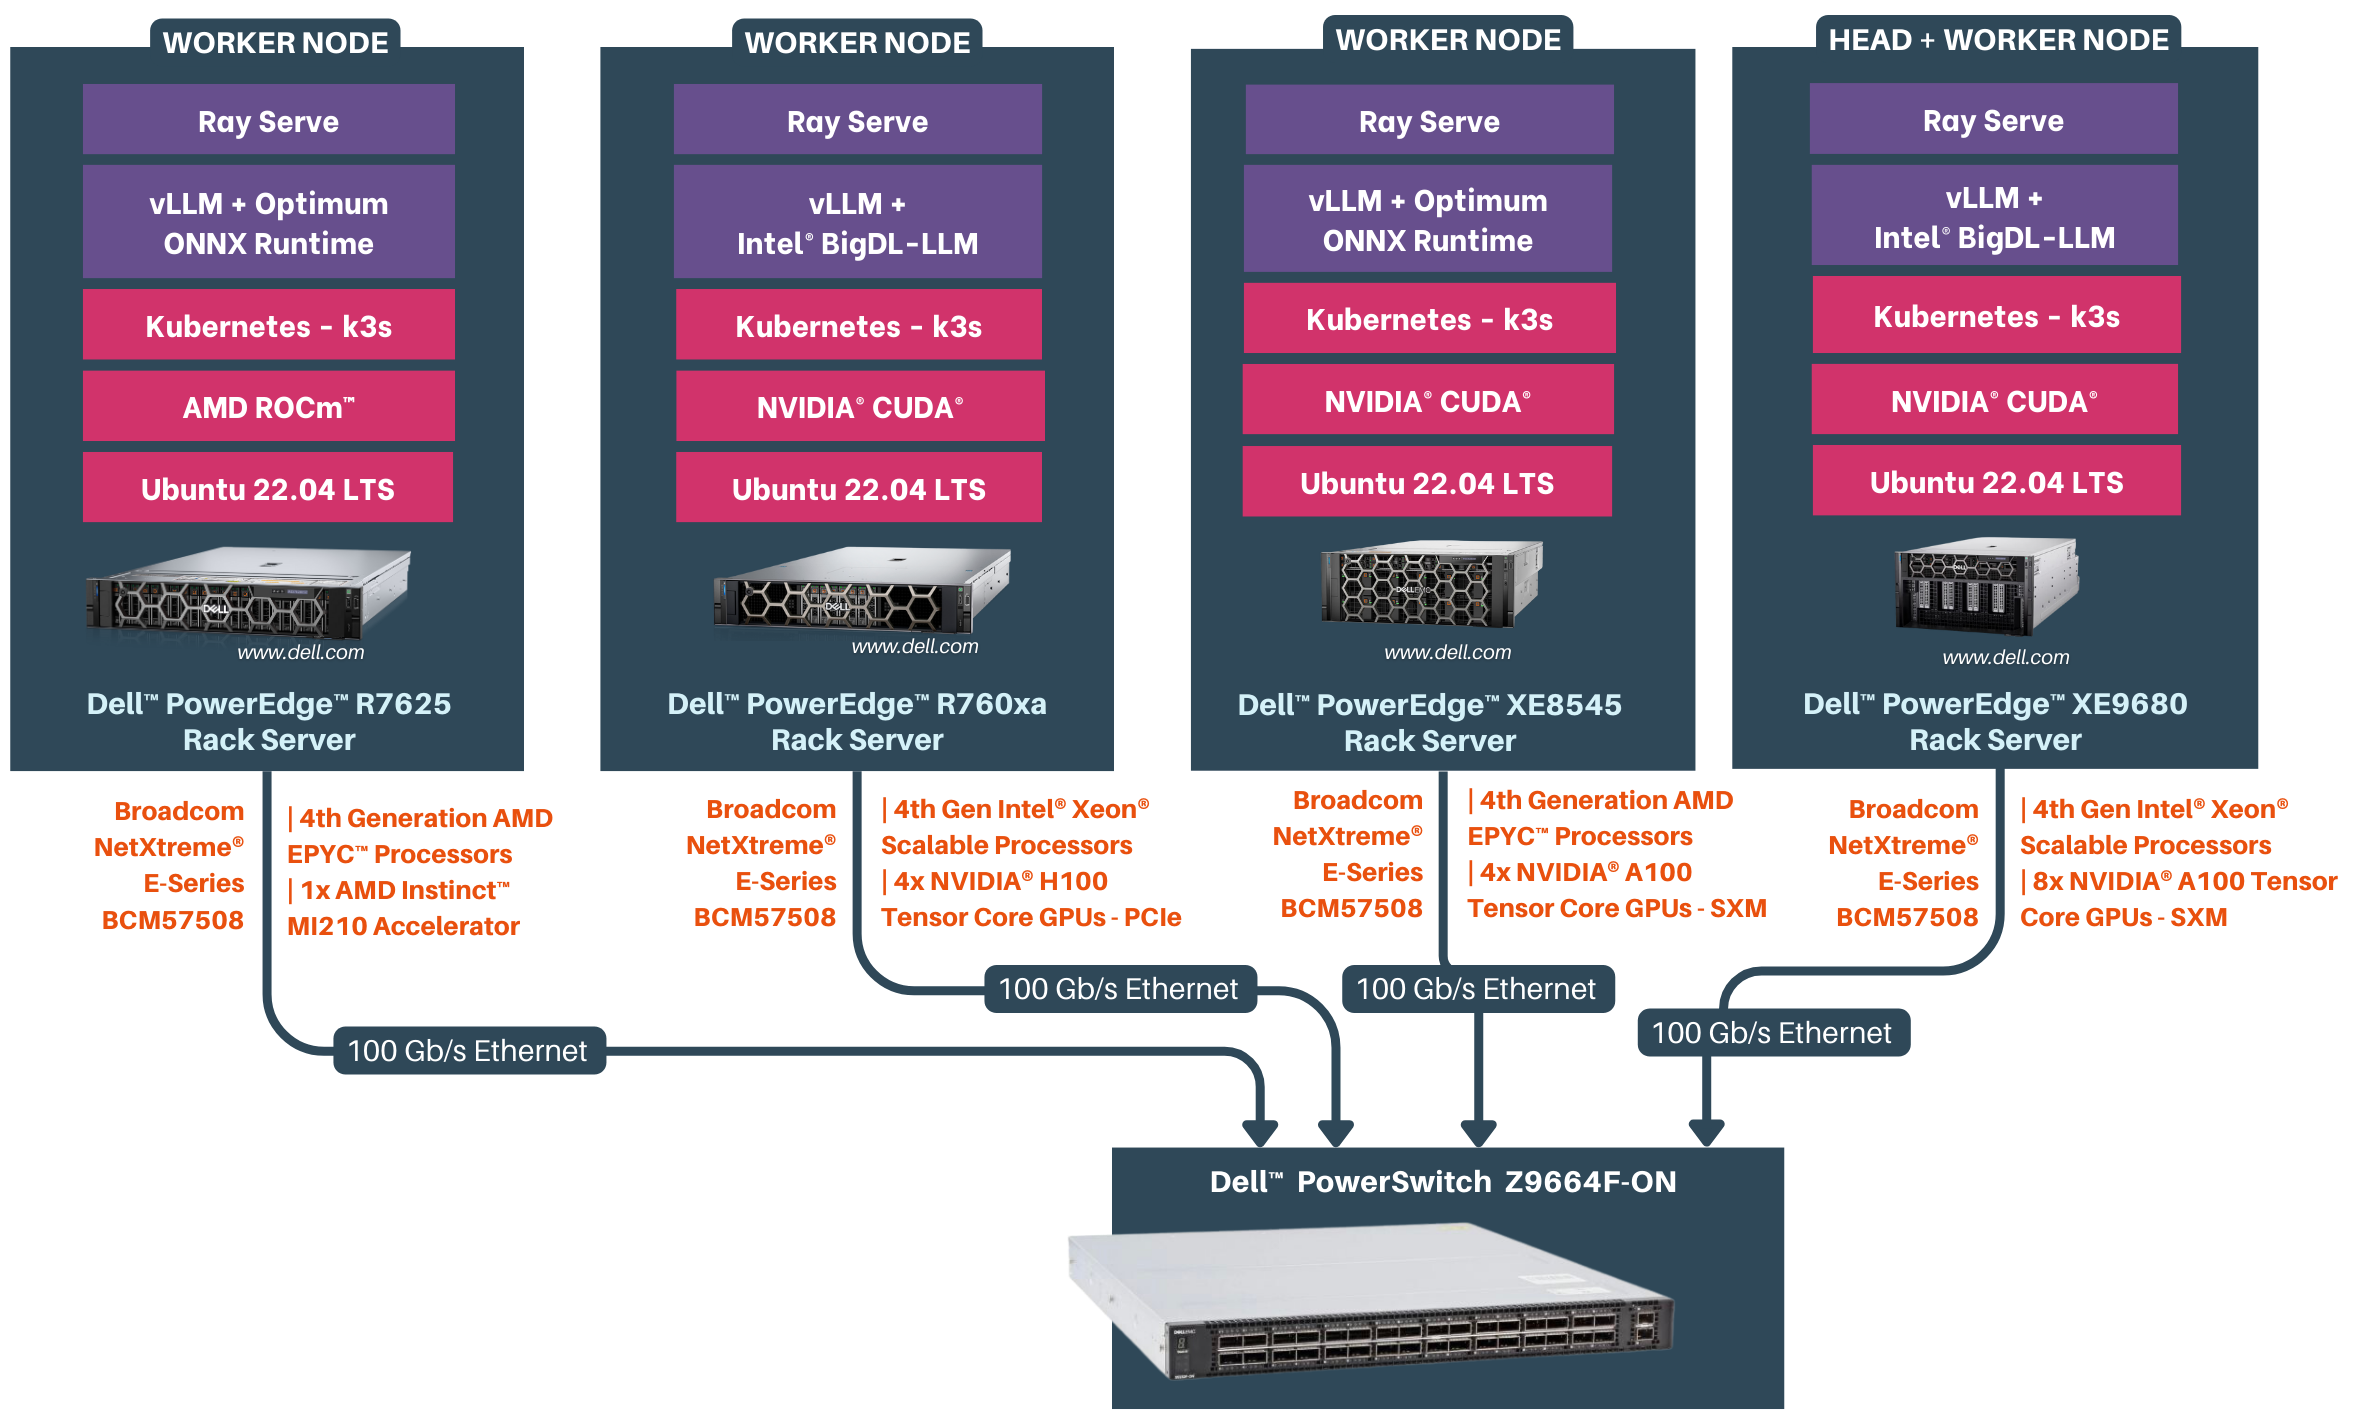 WORKER NODE
Ray Serve
vLLM + Optimum
ONNX Runtime
Kubernetes - k3s
AMD ROCm™
Ubuntu 22.04 LTS
DELL
www.dell.com
Dell™ PowerEdge™ R7625
Rack Server
Broadcom
NetXtreme®
E-Series
BCM57508
| 4th Generation AMD
EPYC™ Processors
| 1x AMD Instinct™
MI210 Accelerator
100 Gb/s Ethernet
WORKER NODE
Ray Serve
vLLM +
Intel® BigDL-LLM
Kubernetes - k3s
NVIDIA® CUDA®
Ubuntu 22.04 LTS
DELL
www.dell.com
Dell™ PowerEdge™ R760xa
Rack Server
Broadcom
NetXtreme®
E-Series
BCM57508
| 4th Gen Intel® Xeon®
Scalable Processors
| 4x NVIDIA® H100
Tensor Core GPUs - PCIe
100 Gb/s Ethernet
WORKER NODE
Ray Serve
vLLM + Optimum
ONNX Runtime
Kubernetes - k3s
NVIDIA® CUDA®
Ubuntu 22.04 LTS
DELLEMC
www.dell.com
Dell™ PowerEdge™ XE8545
Rack Server
Broadcom
NetXtreme®
E-Series
BCM57508
| 4th Generation AMD
EPYC™ Processors
| 4x NVIDIA® A100
Tensor Core GPUs - SXM
100 Gb/s Ethernet
HEAD + WORKER NODE
Ray Serve
vLLM +
Intel® BigDL-LLM
Kubernetes - k3s
NVIDIA® CUDA®
Ubuntu 22.04 LTS
DELL
www.dell.com
Dell™ PowerEdge™ XE9680
Rack Server
Broadcom
NetXtreme®
E-Series
BCM57508
| 4th Gen Intel® Xeon®
Scalable Processors
| 8x NVIDIA® A100 Tensor
Core GPUs - SXM
100 Gb/s Ethernet
Dell™ PowerSwitch Z9664F-ON
DELLEMC